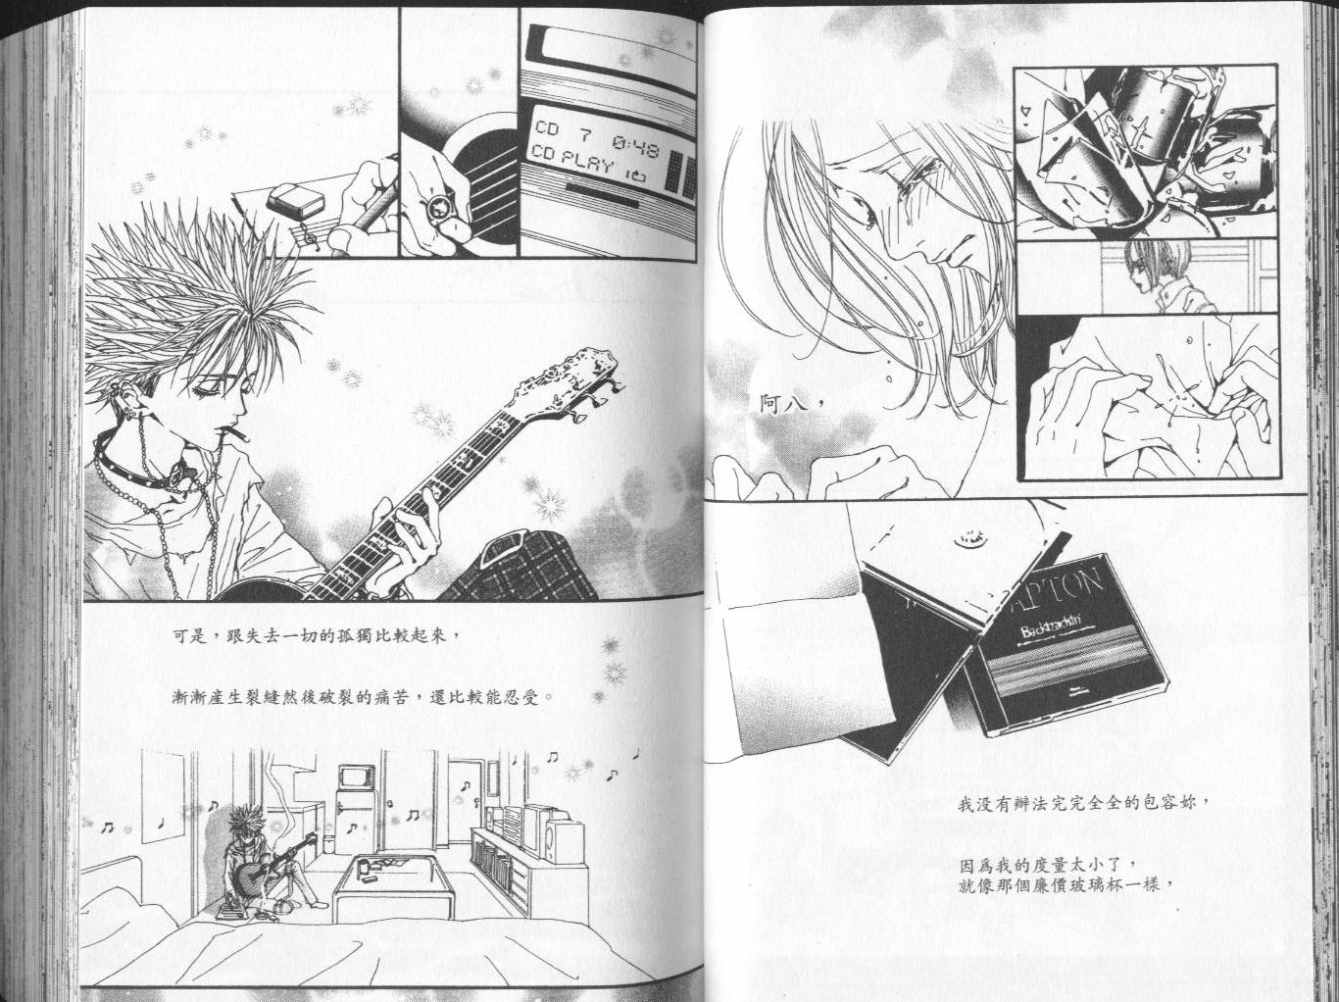 阿八，
APTON
Backtrackin'
我没有辦法完完全全的包容妳，
因爲我的度量太小了，
就像那個廉價玻璃杯一樣，
CD 7 0:48
CD PLAY
可是，跟失去一切的孤獨比較起來，
漸漸產生裂縫然後破裂的痛苦，還比較能忍受。